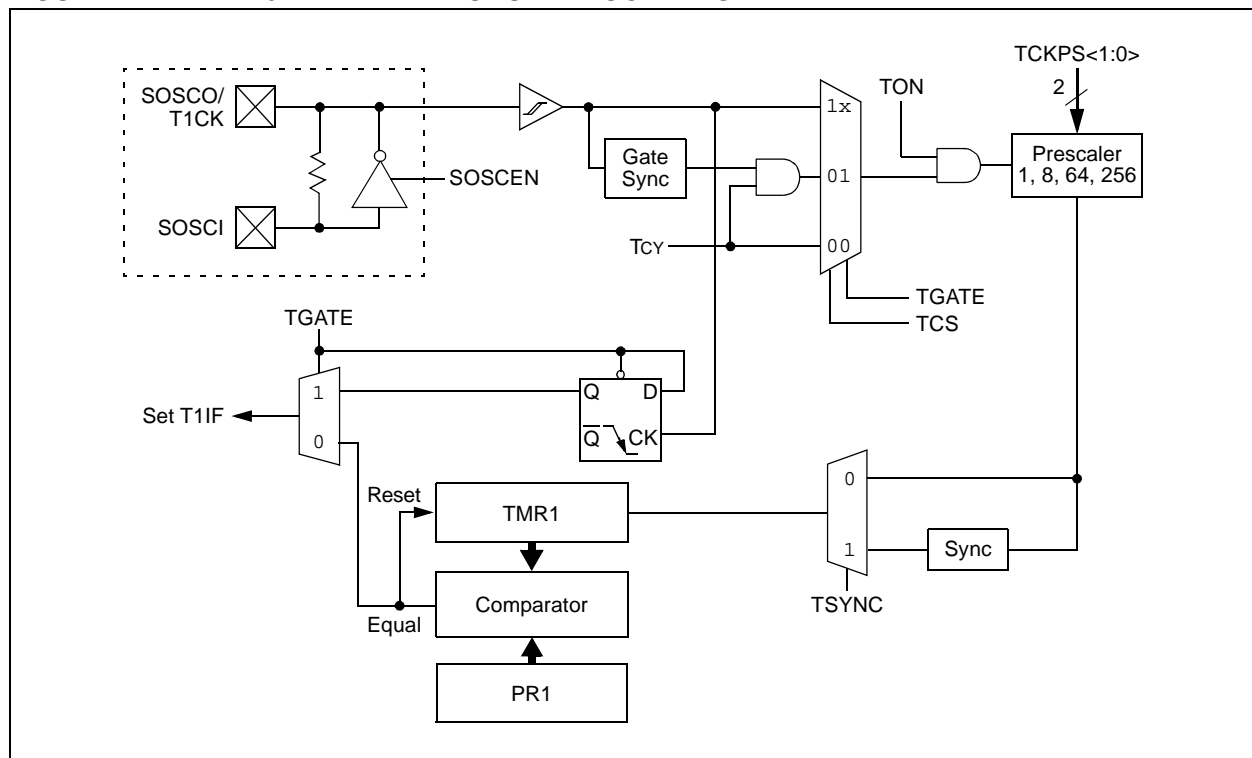 TCKPS<1:0>
2
SOSCO/
T1CK
TON
1x
Prescaler
1, 8, 64, 256
Gate
Sync
SOSCEN
01
SOSCI
TCY
00
TGATE
TCS
TGATE
1
Q
D
Set T1IF
0
Q
CK
Reset
TMR1
0
1
Sync
Comparator
TSYNC
Equal
PR1